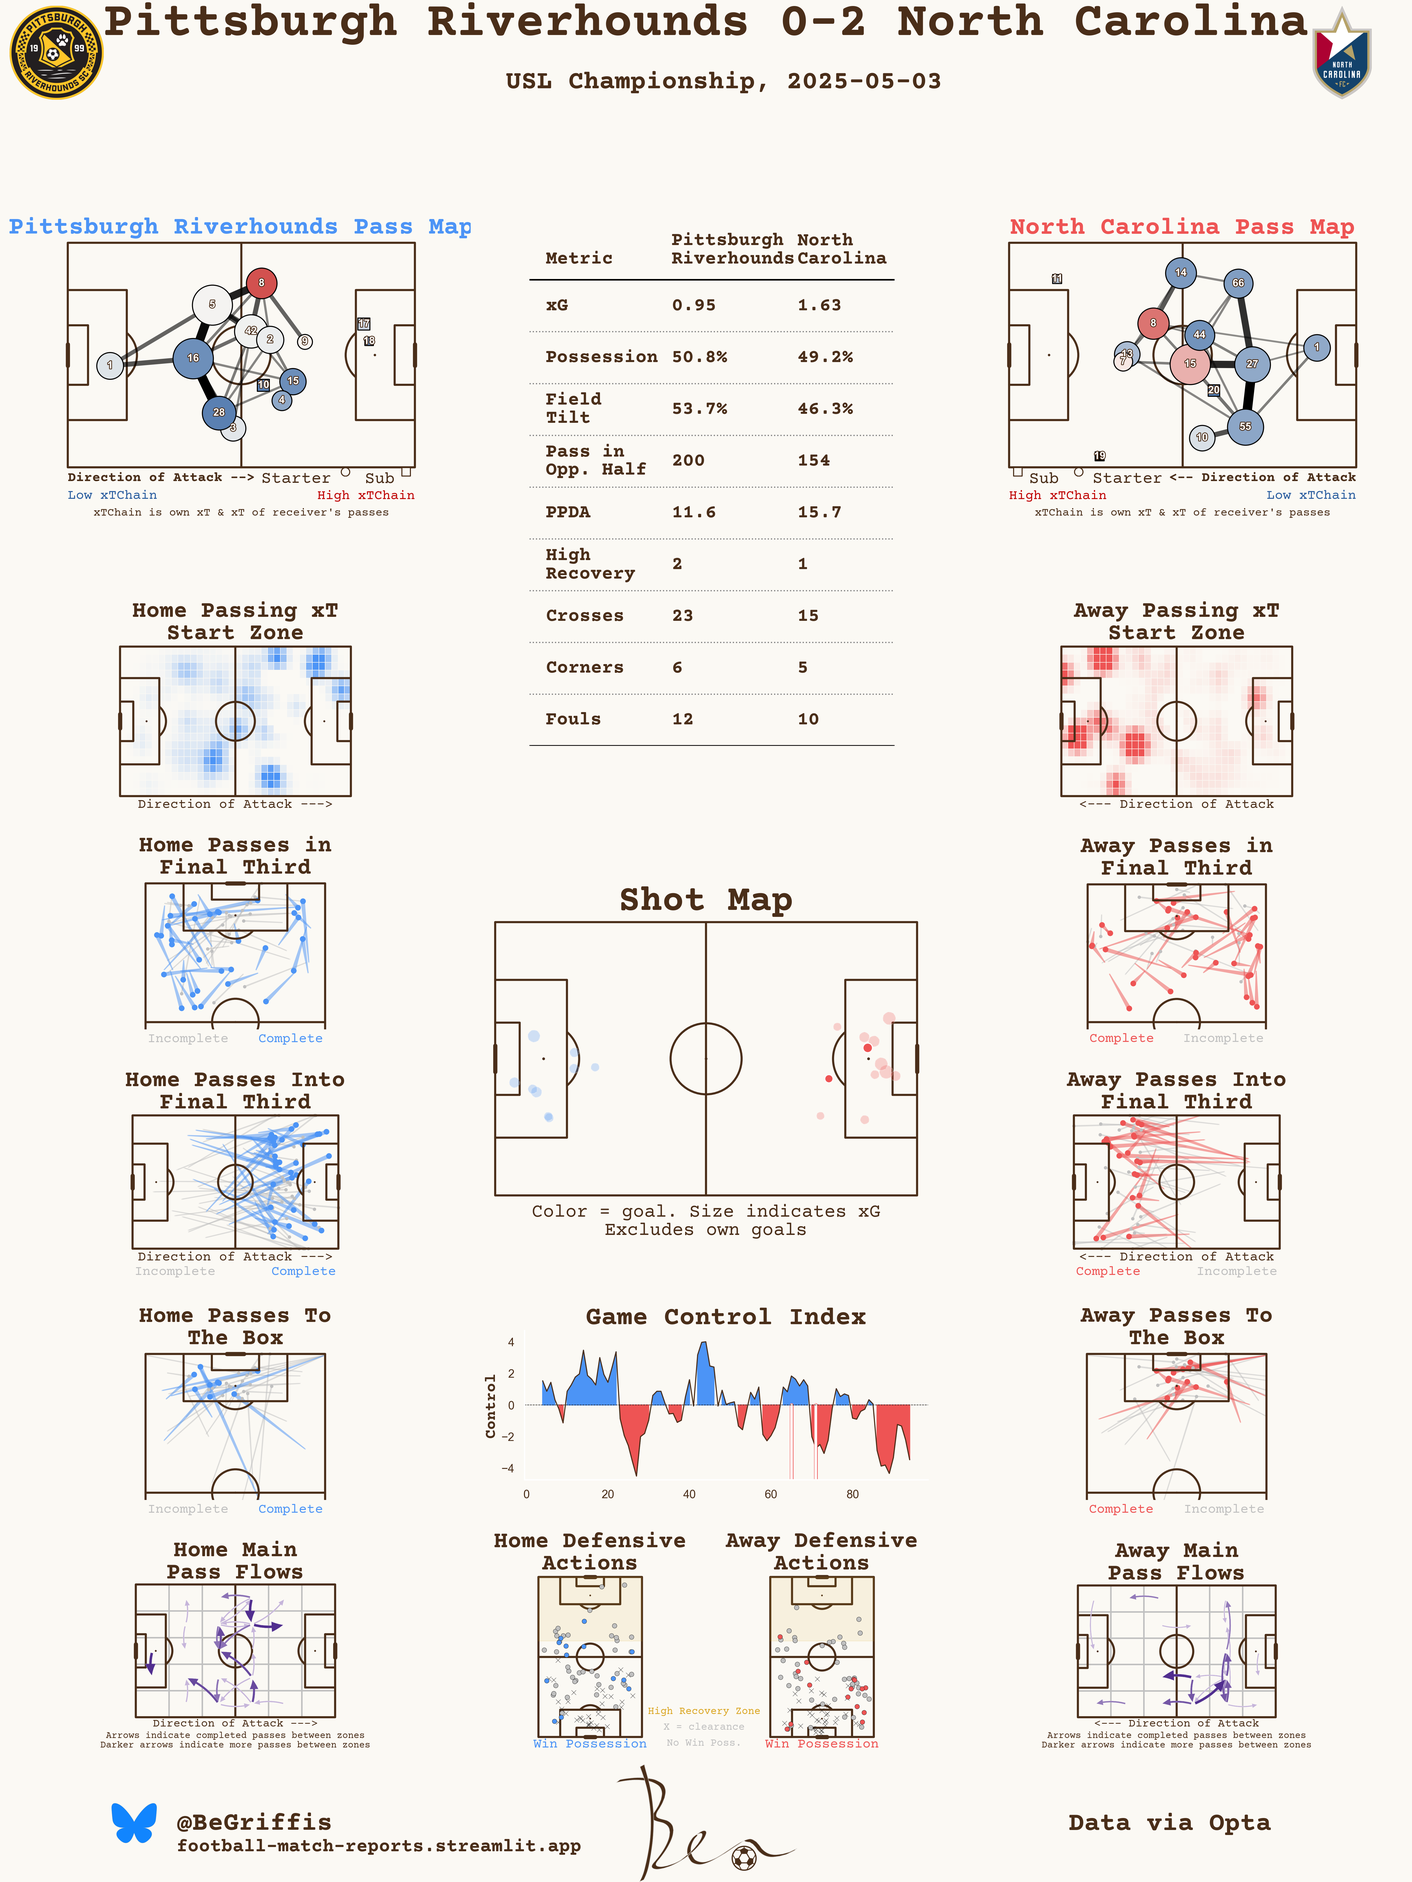 Pittsburgh Riverhounds 0-2 North Carolina
USL Championship, 2025-05-03
PITTSBURGH
19 99
RIVERHOUNDS SC
NORTH
CAROLINA
FC
Pittsburgh Riverhounds Pass Map
8
5
17
42
2
9
18
16
1
10
15
4
28
3
Direction of Attack --> Starter Sub
Low xTChain High xTChain
xTChain is own xT & xT of receiver's passes
Metric Pittsburgh Riverhounds North Carolina
xG 0.95 1.63
Possession 50.8% 49.2%
Field Tilt 53.7% 46.3%
Pass in Opp. Half 200 154
PPDA 11.6 15.7
High Recovery 2 1
Crosses 23 15
Corners 6 5
Fouls 12 10
North Carolina Pass Map
11
14
66
8
44
13
7
15
27
1
20
55
10
19
Sub Starter <-- Direction of Attack
High xTChain Low xTChain
xTChain is own xT & xT of receiver's passes
Home Passing xT
Start Zone
Direction of Attack --->
Away Passing xT
Start Zone
<--- Direction of Attack
Home Passes in
Final Third
Incomplete Complete
Away Passes in
Final Third
Complete Incomplete
Shot Map
Color = goal. Size indicates xG
Excludes own goals
Home Passes Into
Final Third
Direction of Attack --->
Incomplete Complete
Away Passes Into
Final Third
<--- Direction of Attack
Complete Incomplete
Home Passes To
The Box
Incomplete Complete
Game Control Index
Control
4
2
0
−2
−4
0 20 40 60 80
Away Passes To
The Box
Complete Incomplete
Home Main
Pass Flows
Direction of Attack --->
Arrows indicate completed passes between zones
Darker arrows indicate more passes between zones
Home Defensive
Actions
Win Possession
High Recovery Zone
X = clearance
No Win Poss.
Away Defensive
Actions
Win Possession
Away Main
Pass Flows
<--- Direction of Attack
Arrows indicate completed passes between zones
Darker arrows indicate more passes between zones
@BeGriffis
football-match-reports.streamlit.app
Ben
Data via Opta